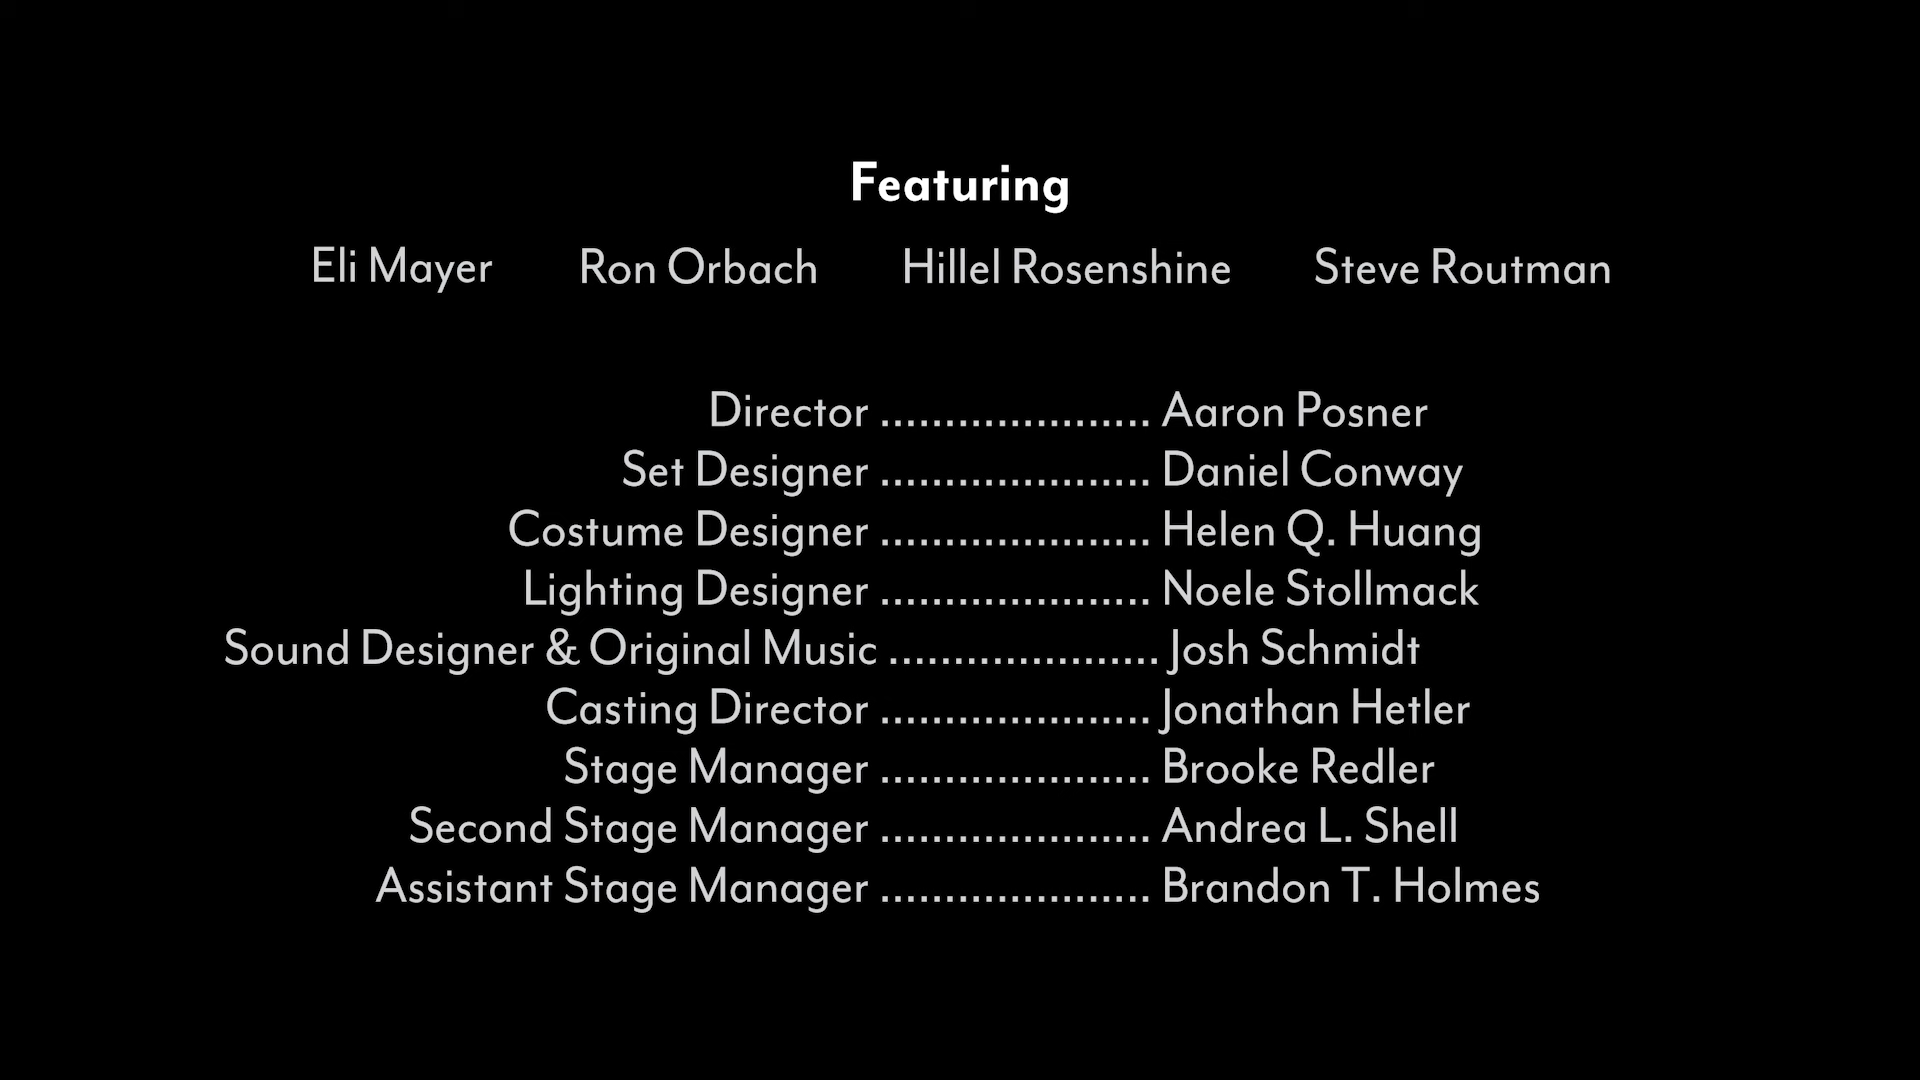 Featuring
Eli Mayer Ron Orbach Hillel Rosenshine Steve Routman
Director ..................... Aaron Posner
Set Designer ..................... Daniel Conway
Costume Designer ..................... Helen Q. Huang
Lighting Designer ..................... Noele Stollmack
Sound Designer & Original Music ..................... Josh Schmidt
Casting Director ..................... Jonathan Hetler
Stage Manager ..................... Brooke Redler
Second Stage Manager ..................... Andrea L. Shell
Assistant Stage Manager ..................... Brandon T. Holmes